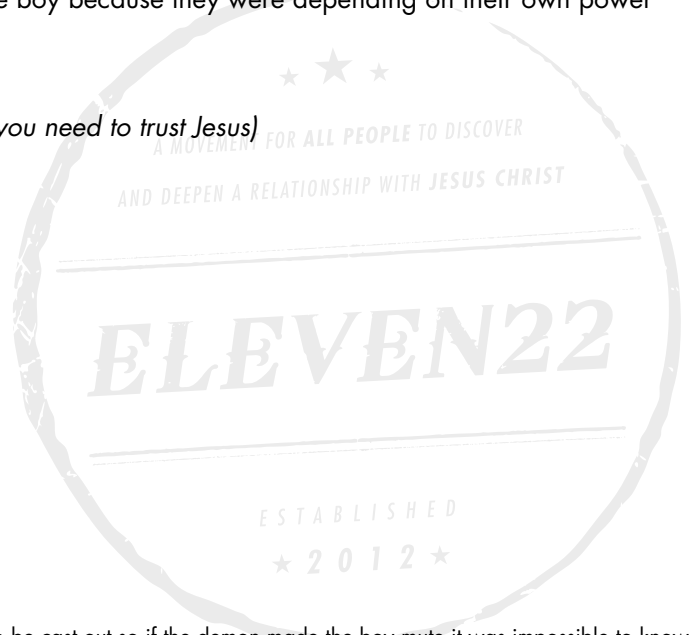 e boy because they were depending on their own power
★ ★ ★
you need to trust Jesus)
A MOVEMENT FOR ALL PEOPLE TO DISCOVER
AND DEEPEN A RELATIONSHIP WITH JESUS CHRIST
ELEVEN22
ESTABLISHED
★ 2012 ★
be cast out so if the demon made the boy mute it was impossible to know